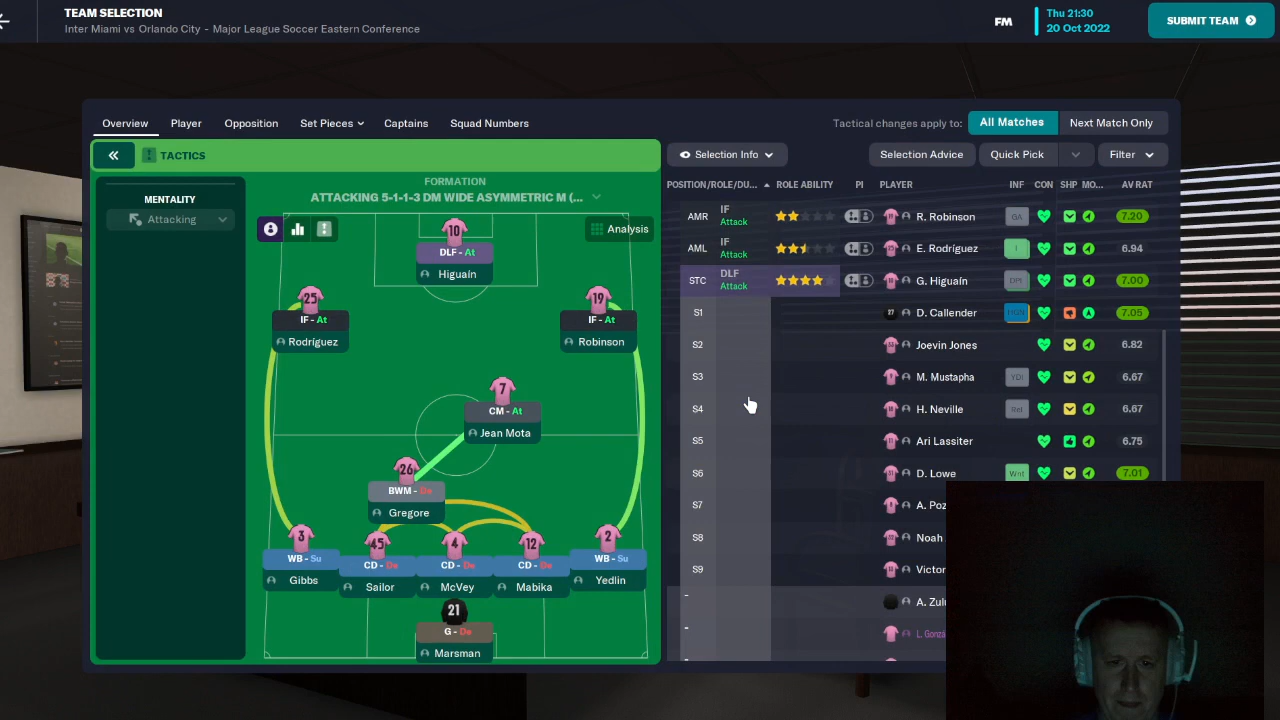 TEAM SELECTION
Inter Miami vs Orlando City - Major League Soccer Eastern Conference
FM
Thu 21:30
20 Oct 2022
SUBMIT TEAM
Overview
Player
Opposition
Set Pieces
Captains
Squad Numbers
Tactical changes apply to:
All Matches
Next Match Only
TACTICS
Selection Info
Selection Advice
Quick Pick
Filter
MENTALITY
Attacking
FORMATION
ATTACKING 5-1-1-3 DM WIDE ASYMMETRIC M (...
Analysis
10
DLF - At
Higuaín
25
IF - At
Rodríguez
19
IF - At
Robinson
7
CM - At
Jean Mota
26
BWM - De
Gregore
3
WB - Su
Gibbs
45
CD - De
Sailor
4
CD - De
McVey
12
CD - De
Mabika
2
WB - Su
Yedlin
21
G - De
Marsman
POSITION/ROLE/DU... ROLE ABILITY PI PLAYER INF CON SHP MO... AV RAT
AMR IF Attack R. Robinson 7.20
AML IF Attack E. Rodríguez 6.94
STC DLF Attack G. Higuaín 7.00
S1 D. Callender 7.05
S2 Joevin Jones 6.82
S3 M. Mustapha 6.67
S4 H. Neville 6.67
S5 Ari Lassiter 6.75
S6 D. Lowe Wnt 7.01
S7 A. Poz
S8 Noah
S9 Victor
- A. Zulu
- L. Gonzá